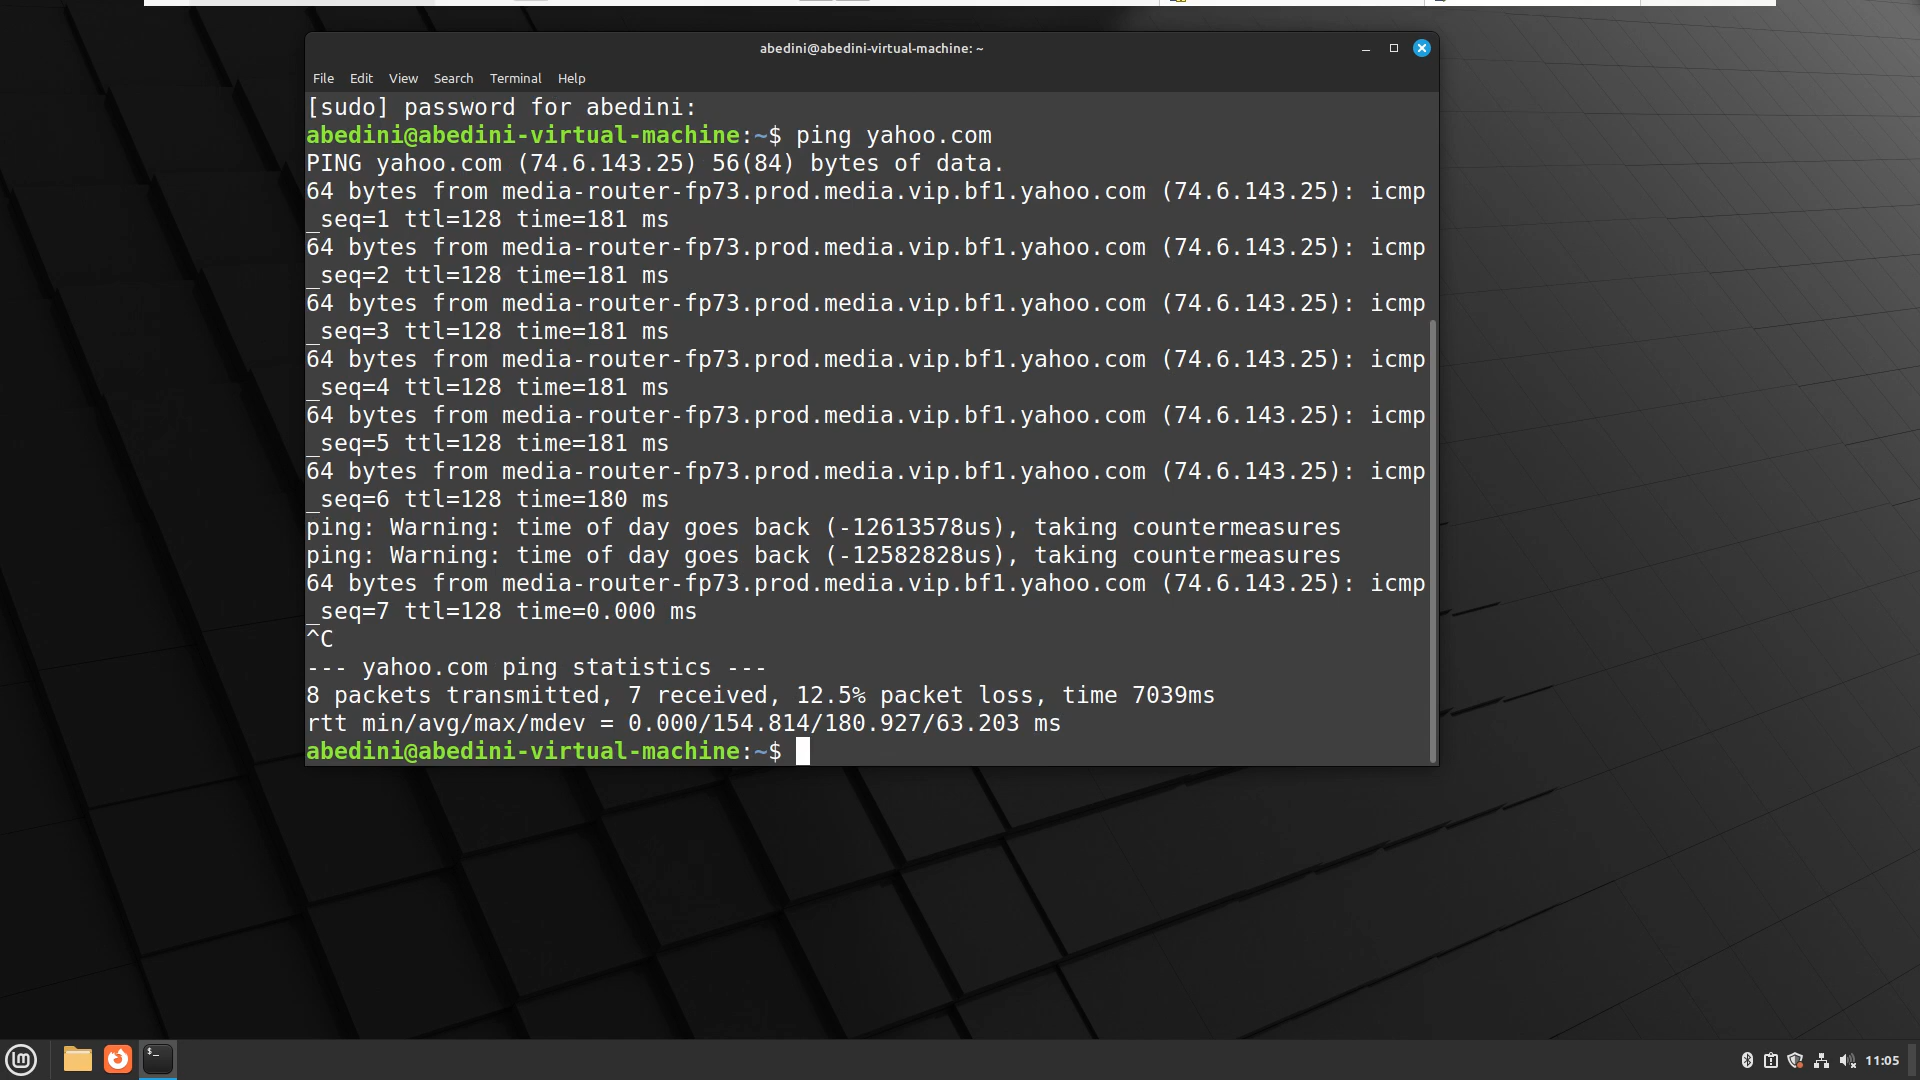 abedini@abedini-virtual-machine: ~
File Edit View Search Terminal Help
[sudo] password for abedini:
abedini@abedini-virtual-machine:~$ ping yahoo.com
PING yahoo.com (74.6.143.25) 56(84) bytes of data.
64 bytes from media-router-fp73.prod.media.vip.bf1.yahoo.com (74.6.143.25): icmp
_seq=1 ttl=128 time=181 ms
64 bytes from media-router-fp73.prod.media.vip.bf1.yahoo.com (74.6.143.25): icmp
_seq=2 ttl=128 time=181 ms
64 bytes from media-router-fp73.prod.media.vip.bf1.yahoo.com (74.6.143.25): icmp
_seq=3 ttl=128 time=181 ms
64 bytes from media-router-fp73.prod.media.vip.bf1.yahoo.com (74.6.143.25): icmp
_seq=4 ttl=128 time=181 ms
64 bytes from media-router-fp73.prod.media.vip.bf1.yahoo.com (74.6.143.25): icmp
_seq=5 ttl=128 time=181 ms
64 bytes from media-router-fp73.prod.media.vip.bf1.yahoo.com (74.6.143.25): icmp
_seq=6 ttl=128 time=180 ms
ping: Warning: time of day goes back (-12613578us), taking countermeasures
ping: Warning: time of day goes back (-12582828us), taking countermeasures
64 bytes from media-router-fp73.prod.media.vip.bf1.yahoo.com (74.6.143.25): icmp
_seq=7 ttl=128 time=0.000 ms
^C
--- yahoo.com ping statistics ---
8 packets transmitted, 7 received, 12.5% packet loss, time 7039ms
rtt min/avg/max/mdev = 0.000/154.814/180.927/63.203 ms
abedini@abedini-virtual-machine:~$
11:05